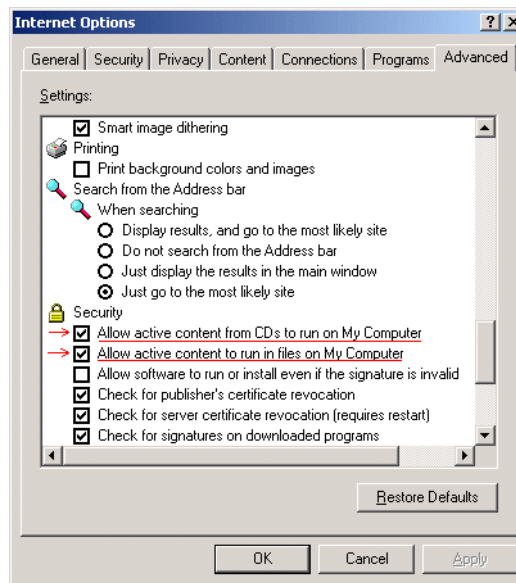 Internet Options
General Security Privacy Content Connections Programs Advanced
Settings:
Smart image dithering
Printing
Print background colors and images
Search from the Address bar
When searching
Display results, and go to the most likely site
Do not search from the Address bar
Just display the results in the main window
Just go to the most likely site
Security
Allow active content from CDs to run on My Computer
Allow active content to run in files on My Computer
Allow software to run or install even if the signature is invalid
Check for publisher's certificate revocation
Check for server certificate revocation (requires restart)
Check for signatures on downloaded programs
Restore Defaults
OK Cancel Apply